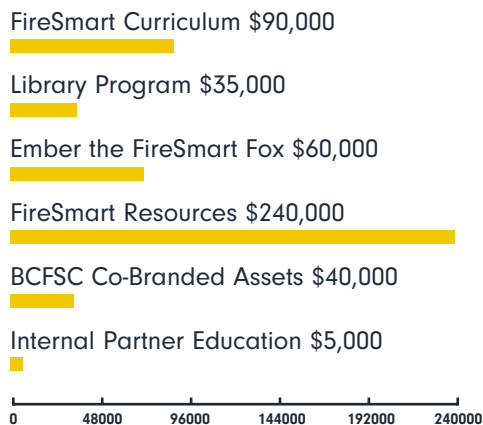 FireSmart Curriculum $90,000
Library Program $35,000
Ember the FireSmart Fox $60,000
FireSmart Resources $240,000
BCFSC Co-Branded Assets $40,000
Internal Partner Education $5,000
0 48000 96000 144000 192000 240000